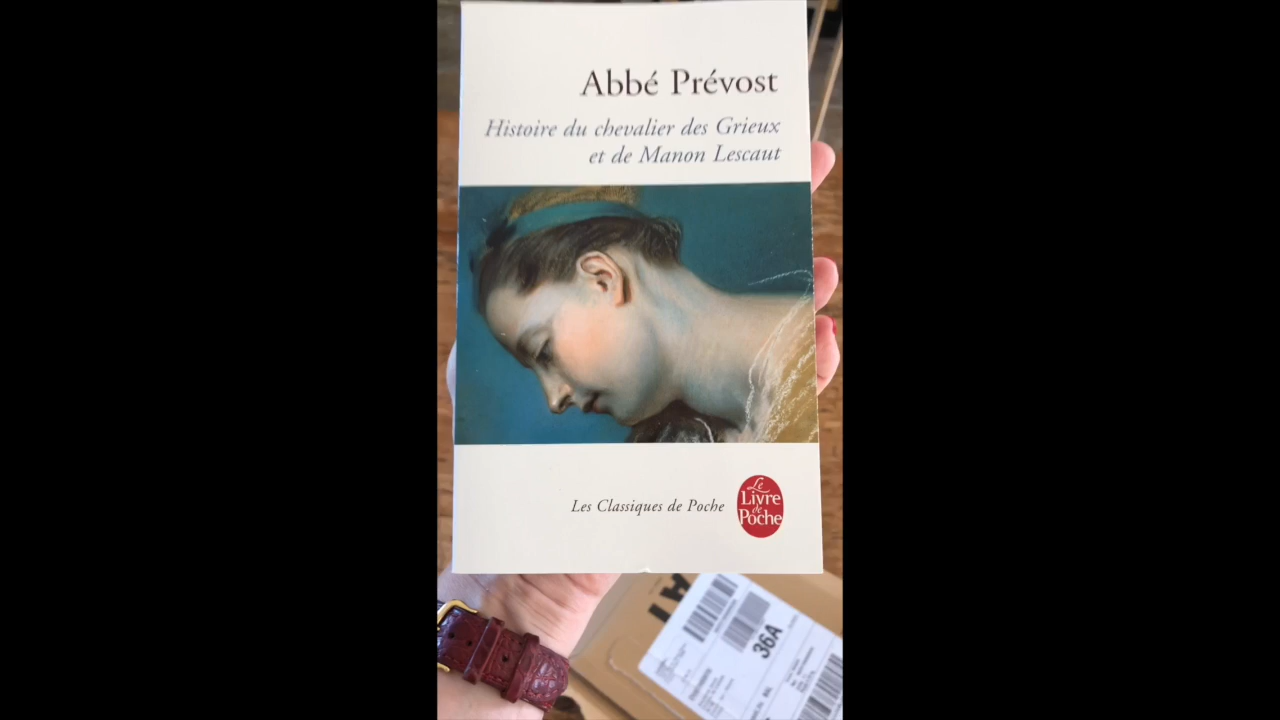 Abbé Prévost
Histoire du chevalier des Grieux
et de Manon Lescaut
Les Classiques de Poche
Le
Livre
de
Poche
36A